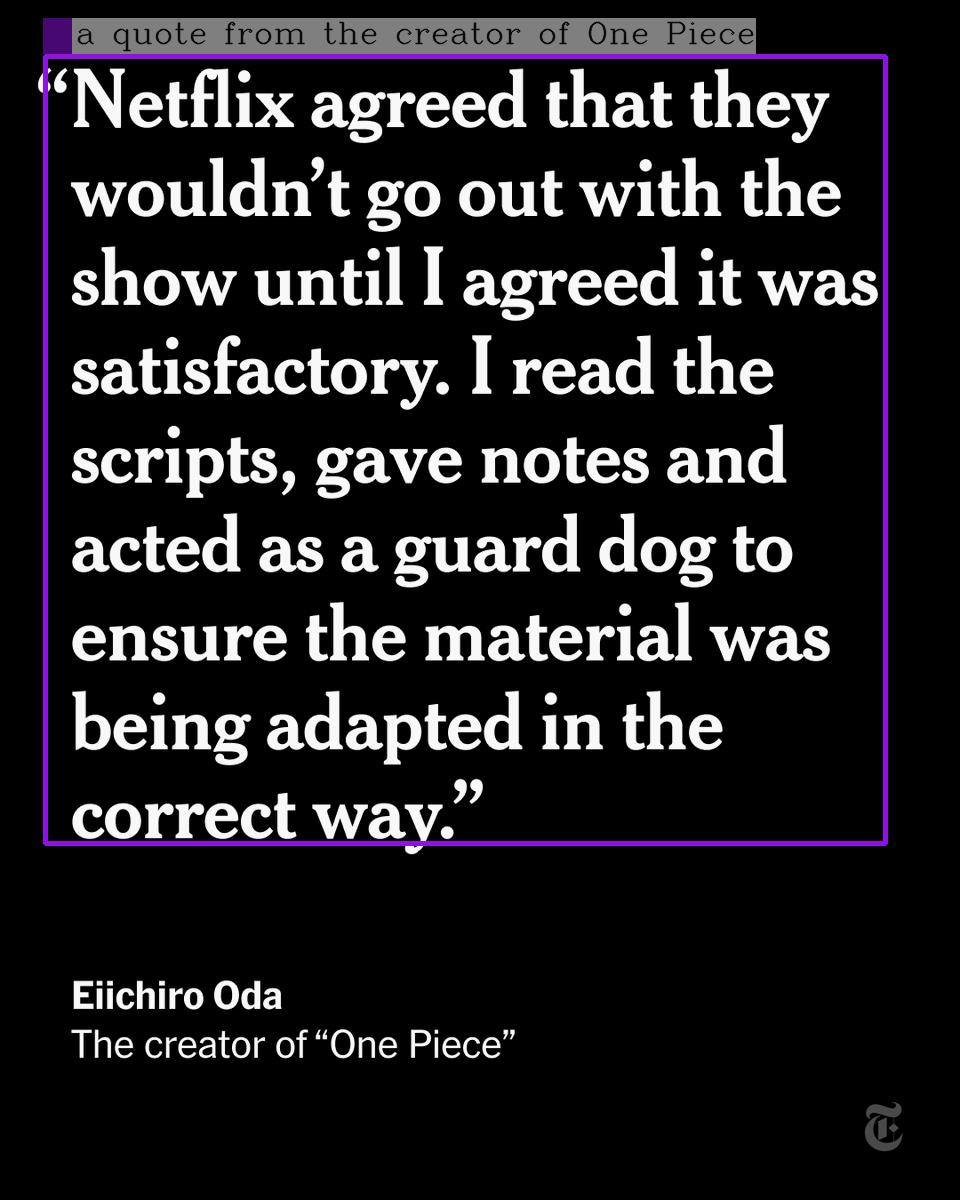 a quote from the creator of One Piece
“Netflix agreed that they
wouldn’t go out with the
show until I agreed it was
satisfactory. I read the
scripts, gave notes and
acted as a guard dog to
ensure the material was
being adapted in the
correct way.”
Eiichiro Oda
The creator of “One Piece”
T